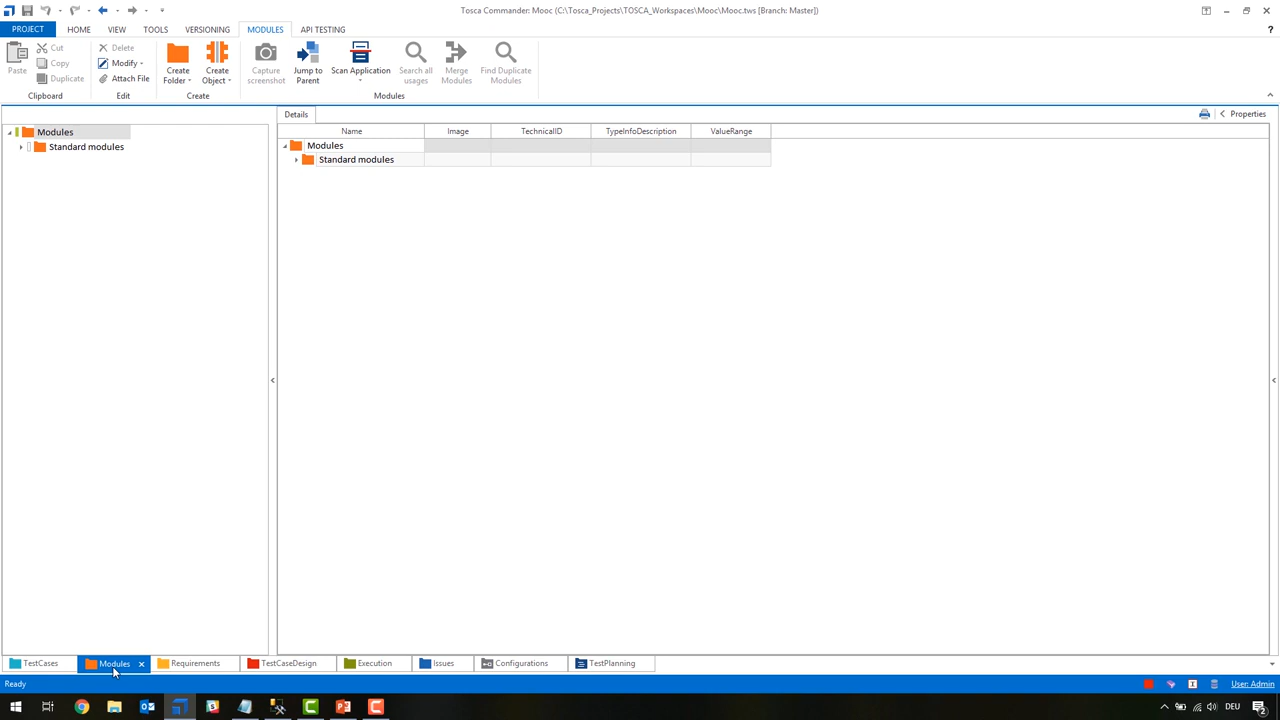 Tosca Commander: Mooc (C:\Tosca_Projects\TOSCA_Workspaces\Mooc\Mooc.tws [Branch: Master])
PROJECT HOME VIEW TOOLS VERSIONING MODULES API TESTING ?
Paste
Cut
Copy
Duplicate
Clipboard
Delete
Modify
Attach File
Edit
Create Folder
Create Object
Create
Capture screenshot
Jump to Parent
Scan Application
Search all usages
Merge Modules
Find Duplicate Modules
Modules
Modules
Standard modules
Details
Properties
Name Image TechnicalID TypeInfoDescription ValueRange
Modules
Standard modules
TestCases Modules Requirements TestCaseDesign Execution Issues Configurations TestPlanning
Ready
User: Admin
DEU
2